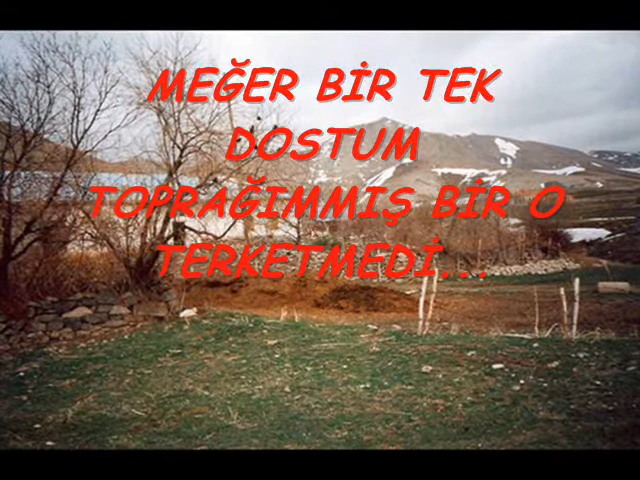 MEĞER BİR TEK
DOSTUM
TOPRAĞIMMIŞ BİR O
TERKETMEDİ...